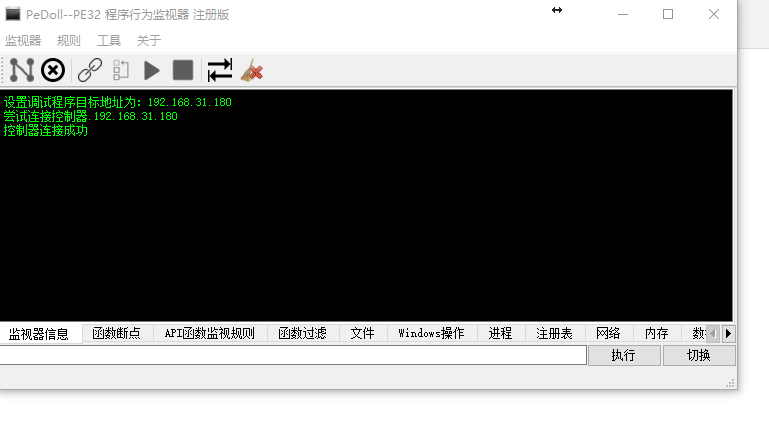 PeDoll--PE32 程序行为监视器 注册版
监视器 规则 工具 关于
设置调试程序目标地址为: 192.168.31.180
尝试连接控制器.192.168.31.180
控制器连接成功
监视器信息 函数断点 API函数监视规则 函数过滤 文件 Windows操作 进程 注册表 网络 内存
执行 切换